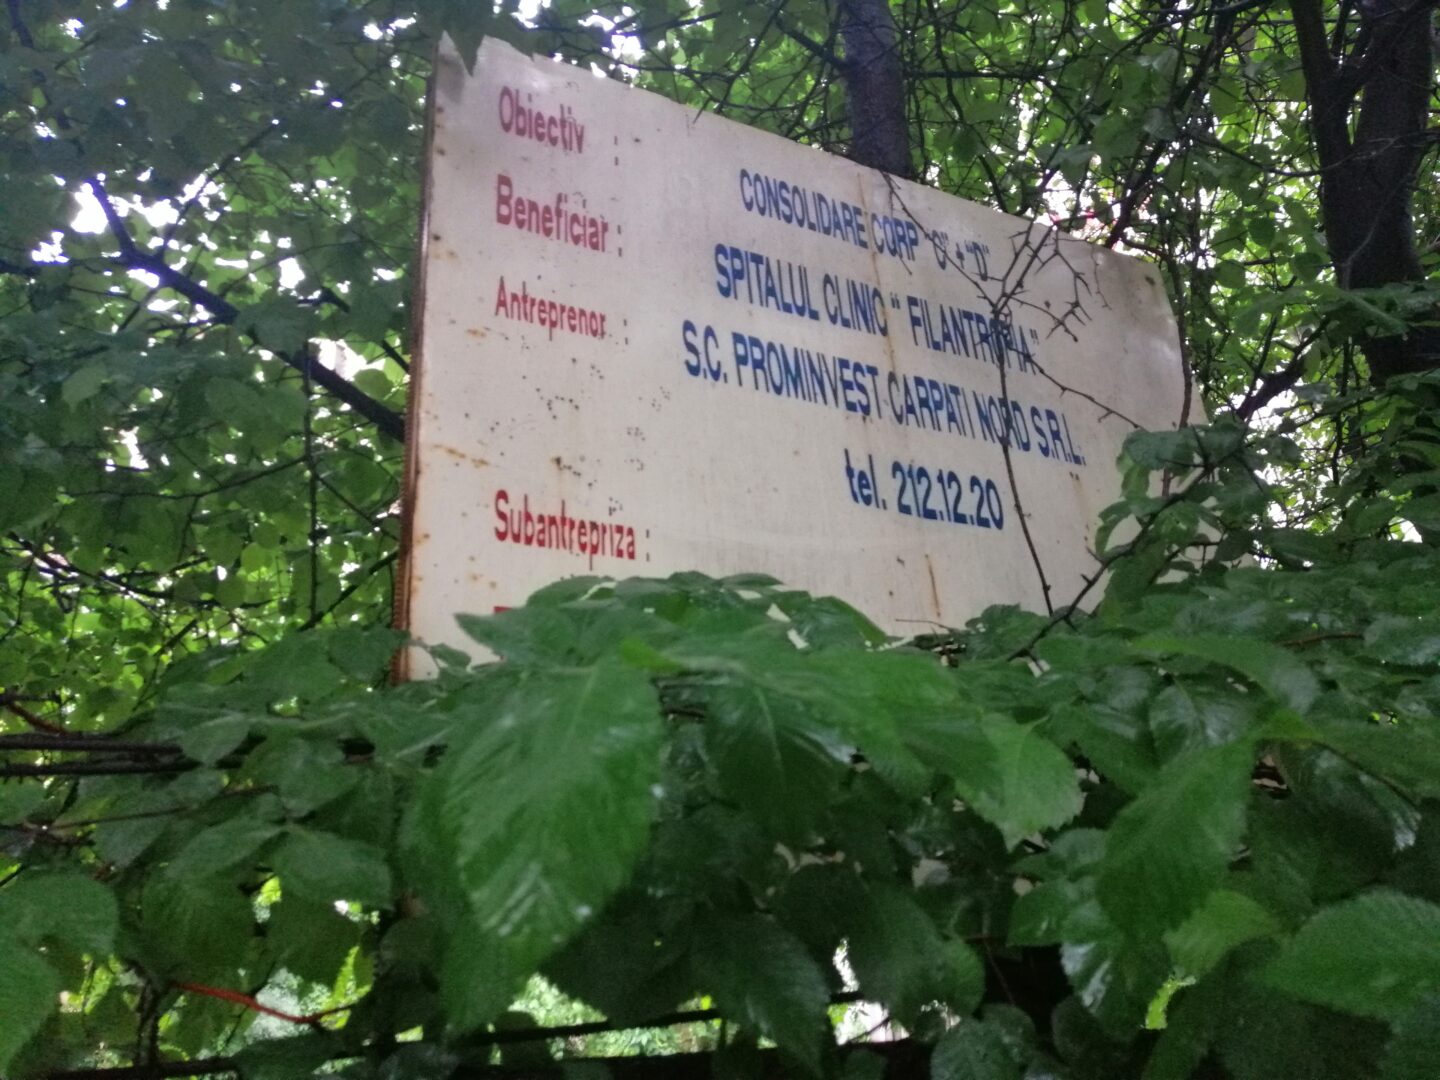 Obiectiv : CONSOLIDARE CORP "C"+"D"
Beneficiar : SPITALUL CLINIC "FILANTROPIA"
Antreprenor : S.C. PROMINVEST CARPATI NORD S.R.L.
tel. 212.12.20
Subantrepriza :